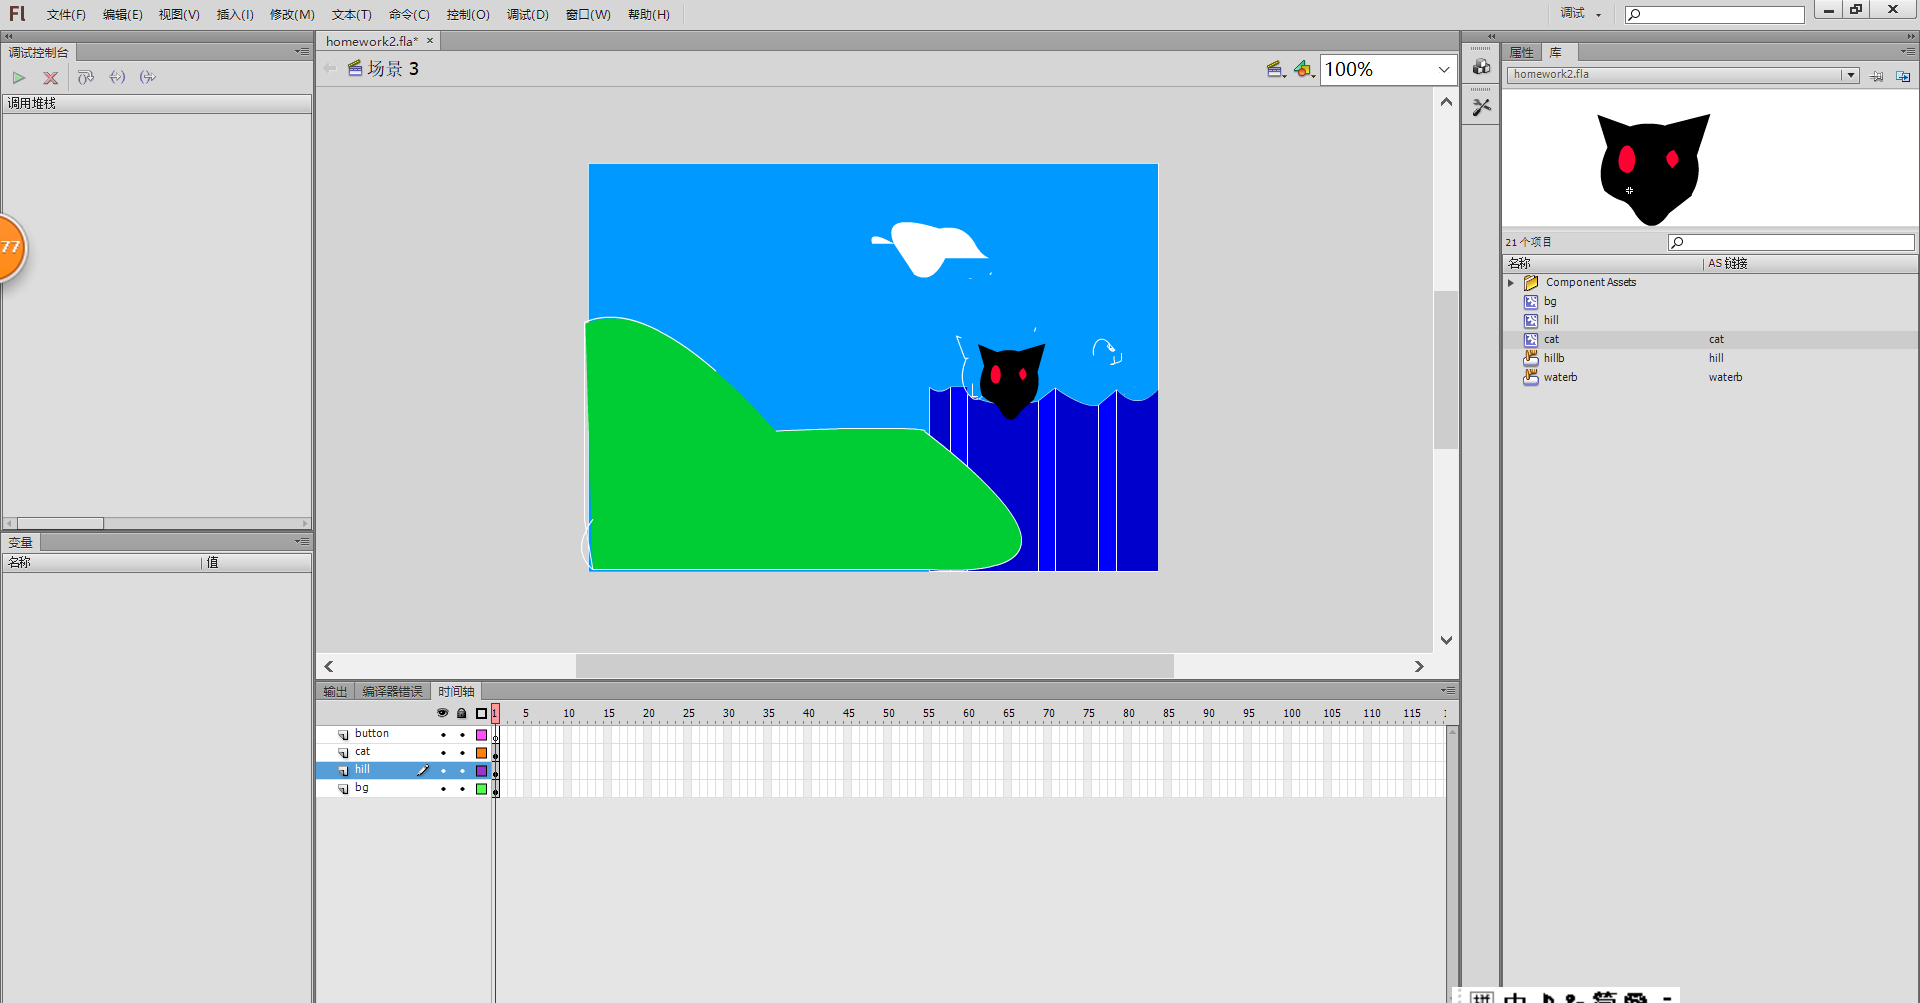 Fl 文件(F) 编辑(E) 视图(V) 插入(I) 修改(M) 文本(T) 命令(C) 控制(O) 调试(D) 窗口(W) 帮助(H) 调试
调试控制台
homework2.fla* ×
属性 库
场景 3
100%
homework2.fla
调用堆栈
77
21 个项目
名称 AS 链接
Component Assets
bg
hill
cat cat
hillb hill
waterb waterb
变量
名称 值
输出 编译器错误 时间轴
1 5 10 15 20 25 30 35 40 45 50 55 60 65 70 75 80 85 90 95 100 105 110 115
button
cat
hill
bg